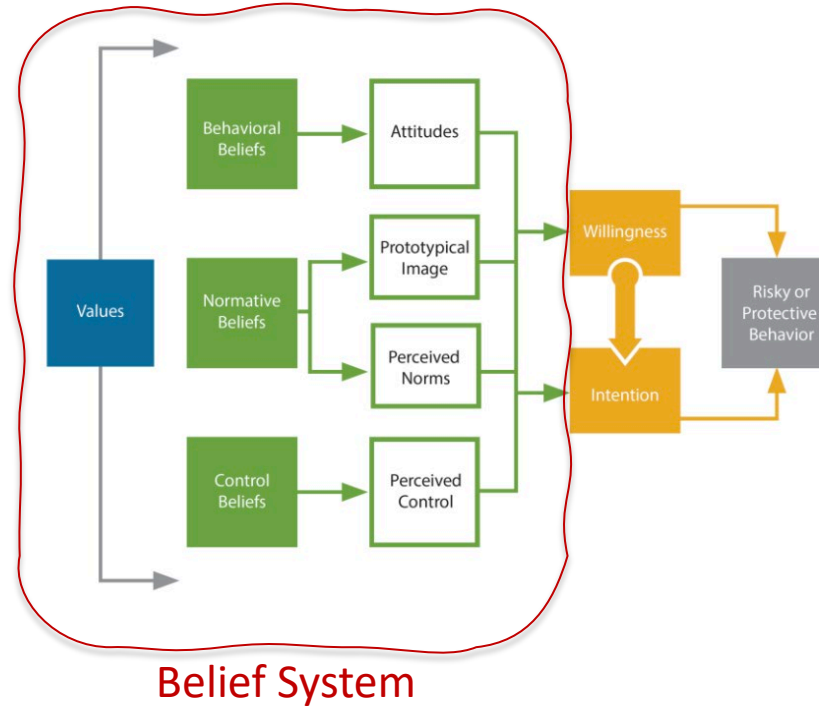 Behavioral
Beliefs
Attitudes
Prototypical
Image
Willingness
Values
Normative
Beliefs
Risky or
Protective
Behavior
Perceived
Norms
Intention
Control
Beliefs
Perceived
Control
Belief System